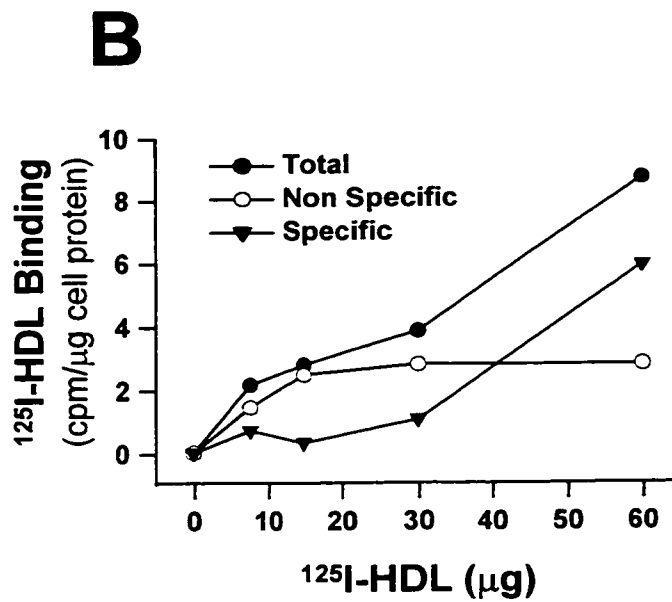 B
¹²⁵I-HDL Binding
(cpm/μg cell protein)
10
8
6
4
2
0
Total
Non Specific
Specific
0 10 20 30 40 50 60
¹²⁵I-HDL (μg)